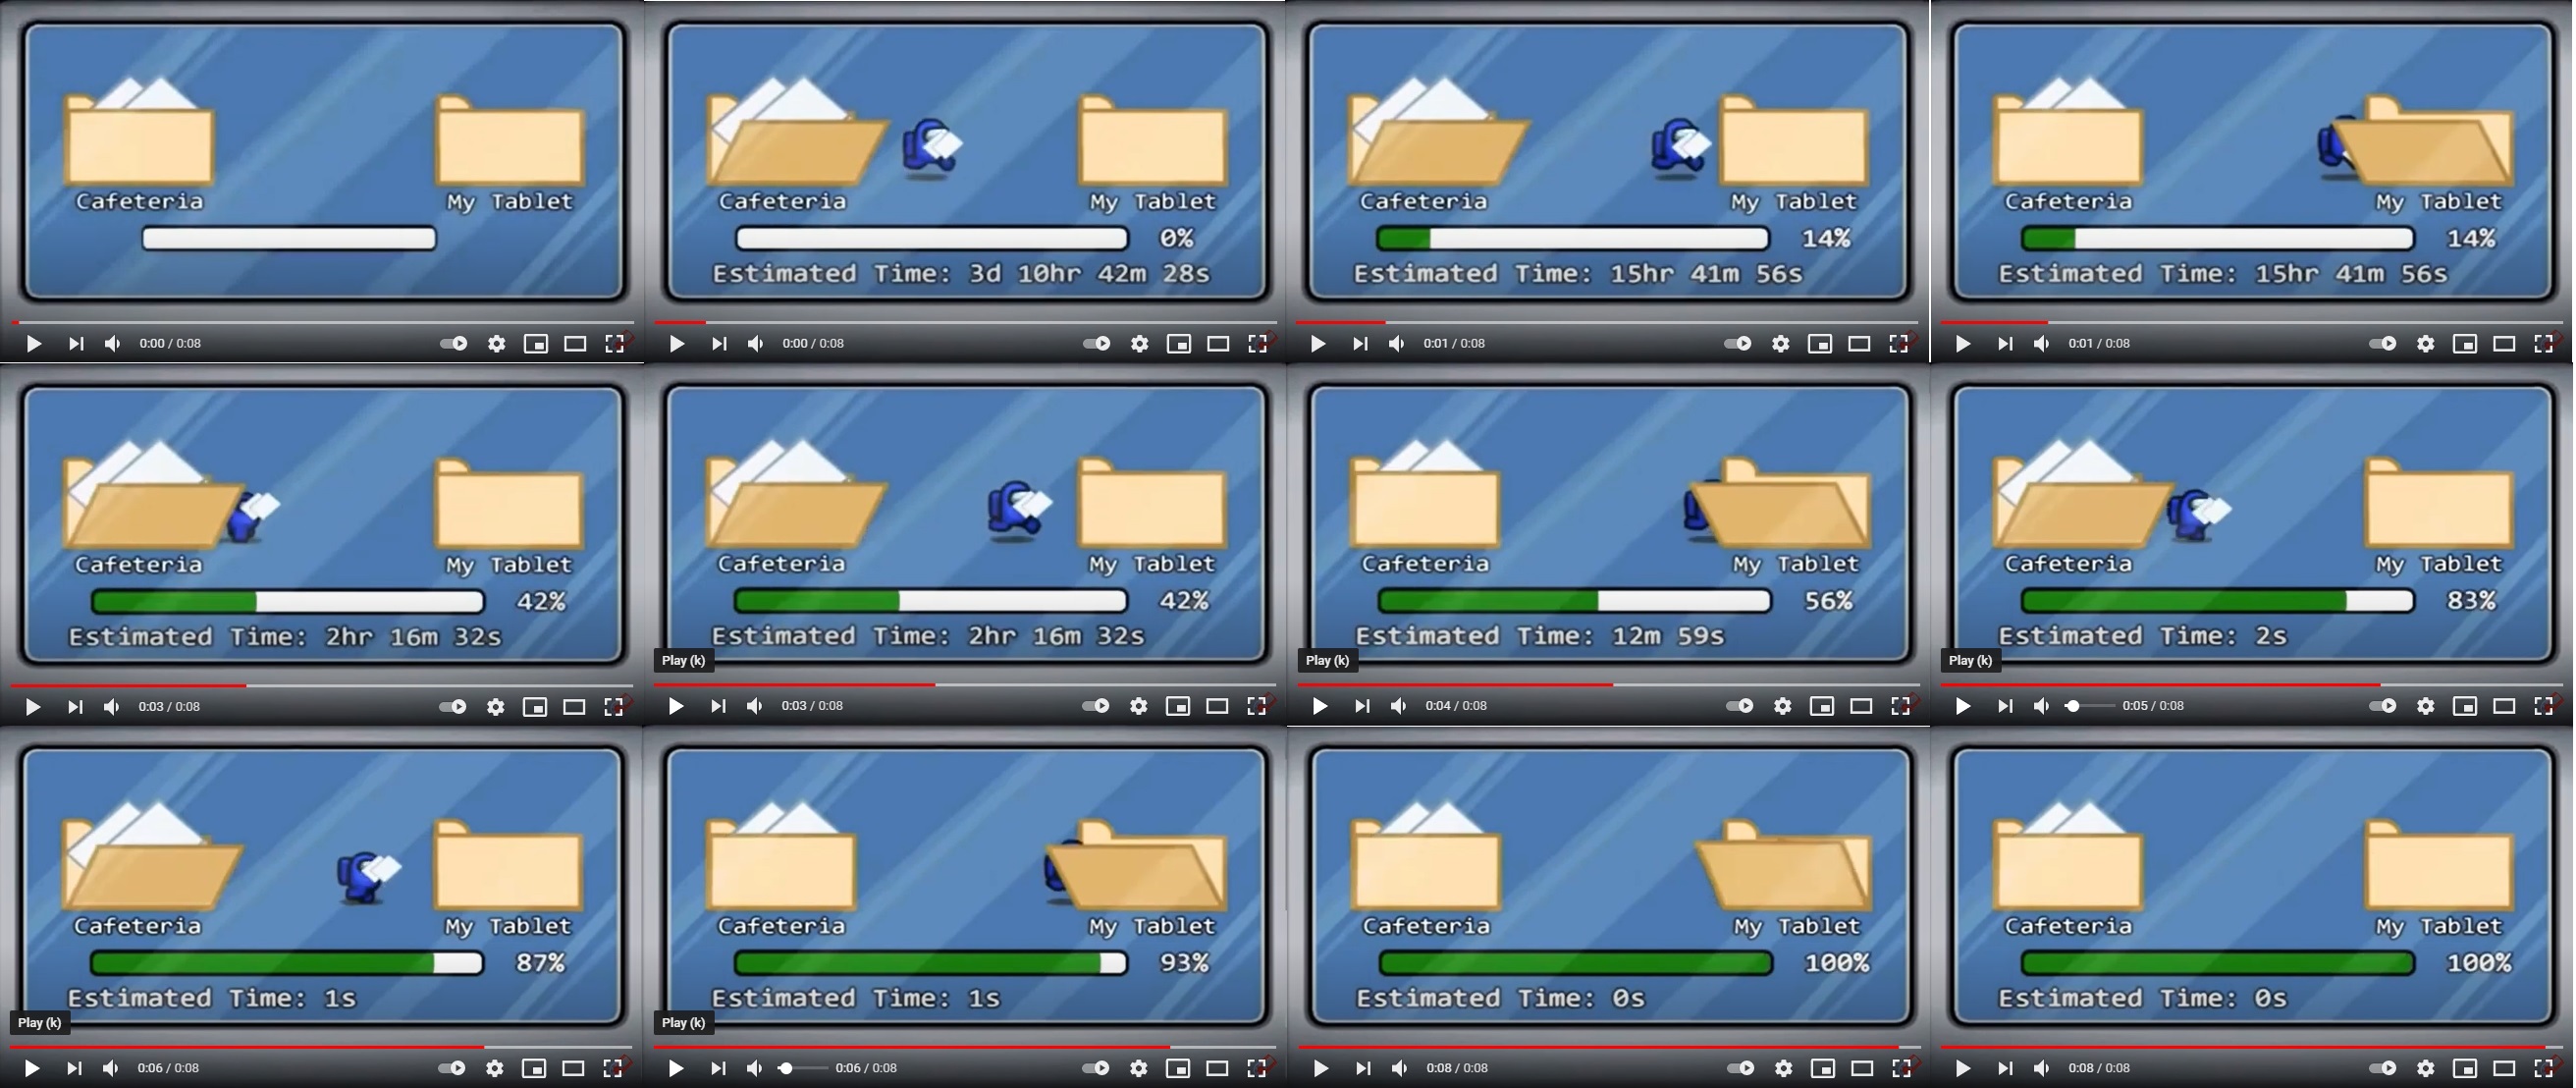 Cafeteria My Tablet
0:00 / 0:08
Cafeteria My Tablet
0%
Estimated Time: 3d 10hr 42m 28s
0:00 / 0:08
Cafeteria My Tablet
14%
Estimated Time: 15hr 41m 56s
0:01 / 0:08
Cafeteria My Tablet
14%
Estimated Time: 15hr 41m 56s
0:01 / 0:08
Cafeteria My Tablet
42%
Estimated Time: 2hr 16m 32s
0:03 / 0:08
Cafeteria My Tablet
42%
Estimated Time: 2hr 16m 32s
Play (k)
0:03 / 0:08
Cafeteria My Tablet
56%
Estimated Time: 12m 59s
Play (k)
0:04 / 0:08
Cafeteria My Tablet
83%
Estimated Time: 2s
Play (k)
0:05 / 0:08
Cafeteria My Tablet
87%
Estimated Time: 1s
Play (k)
0:06 / 0:08
Cafeteria My Tablet
93%
Estimated Time: 1s
Play (k)
0:06 / 0:08
Cafeteria My Tablet
100%
Estimated Time: 0s
0:08 / 0:08
Cafeteria My Tablet
100%
Estimated Time: 0s
0:08 / 0:08